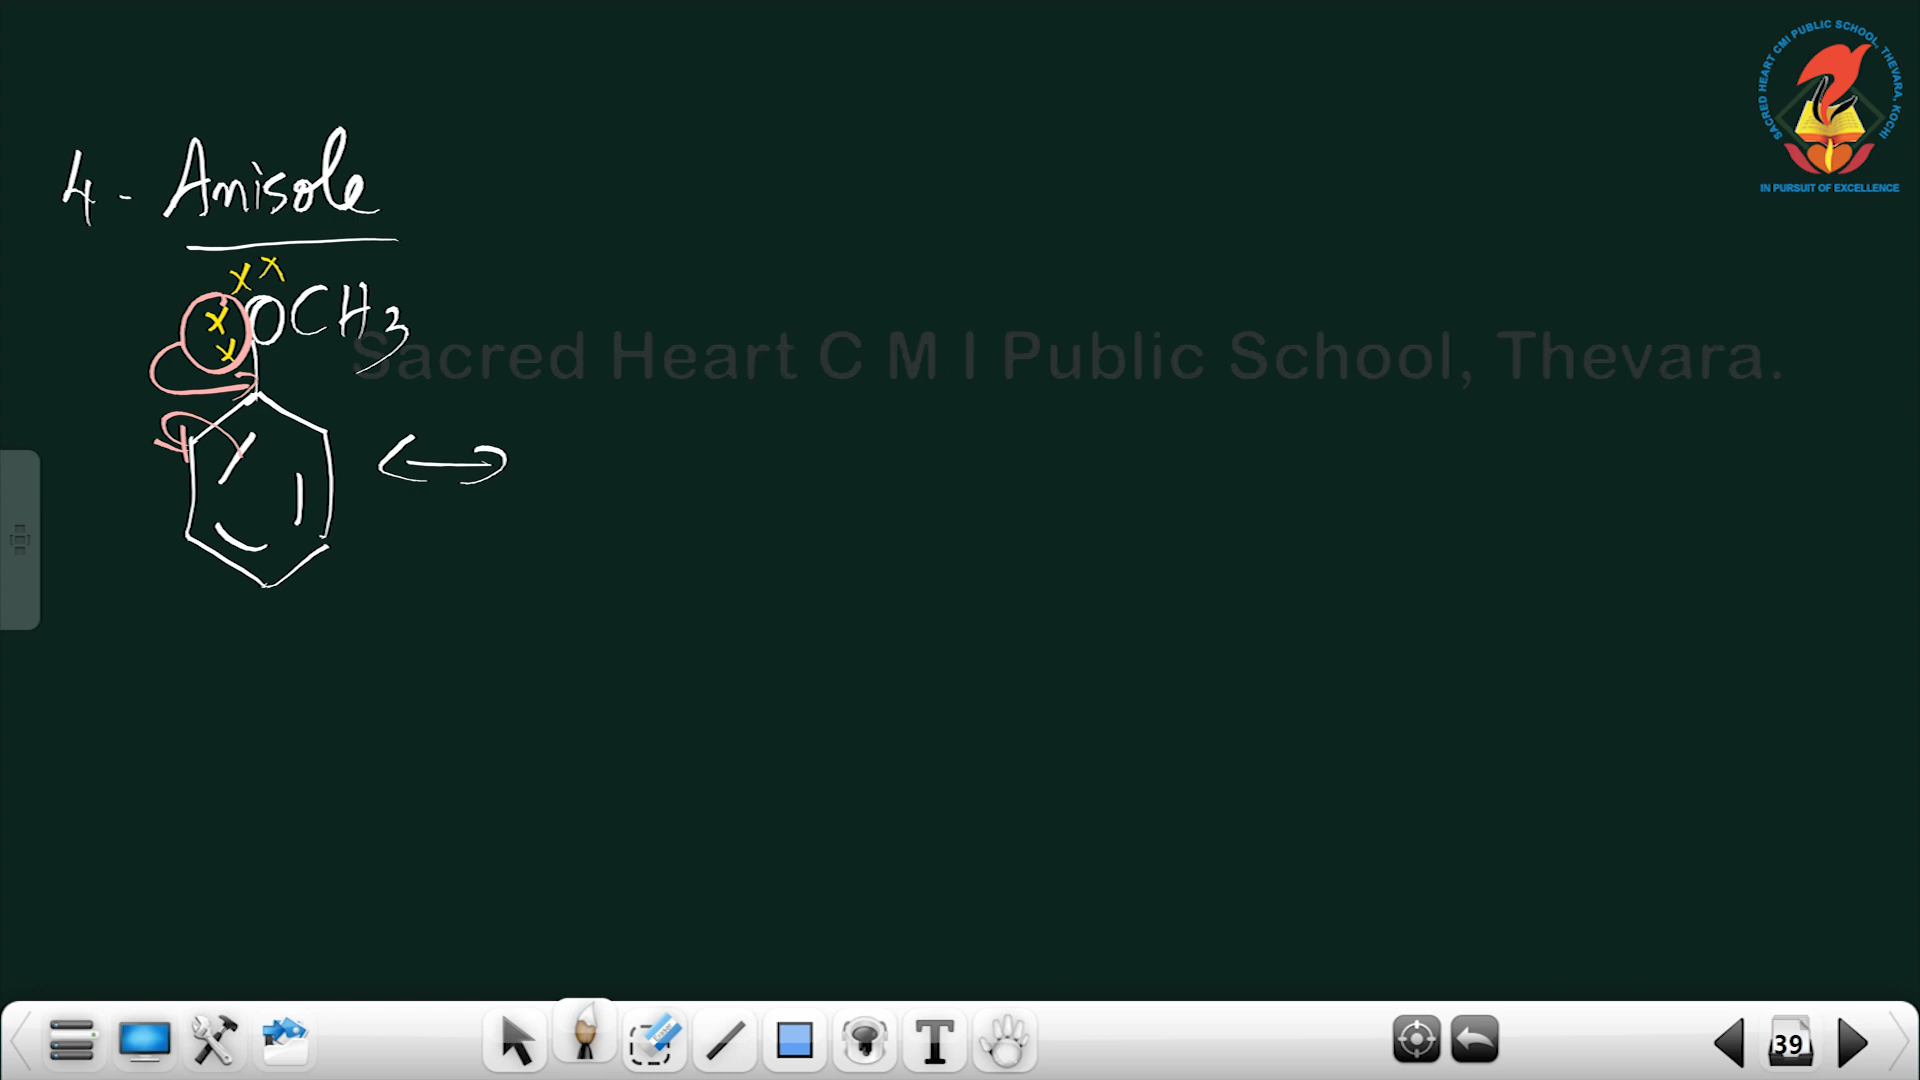 SACRED HEART CMI PUBLIC SCHOOL, THEVARA, KOCHI
IN PURSUIT OF EXCELLENCE
4 - Anisole
x x
x OCH3
x
Sacred Heart C M I Public School, Thevara.
T
39